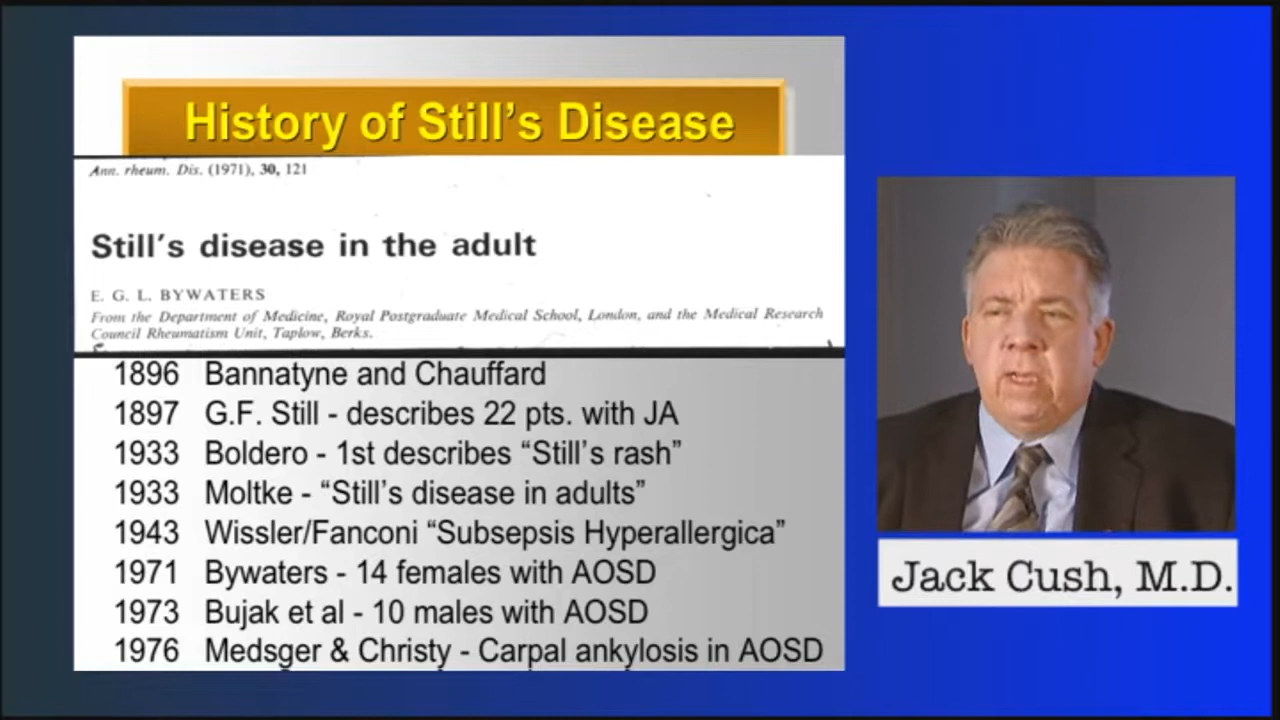 History of Still's Disease
Ann. rheum. Dis. (1971), 30, 121
Still's disease in the adult
E. G. L. BYWATERS
From the Department of Medicine, Royal Postgraduate Medical School, London, and the Medical Research
Council Rheumatism Unit, Taplow, Berks.
1896 Bannatyne and Chauffard
1897 G.F. Still - describes 22 pts. with JA
1933 Boldero - 1st describes “Still's rash”
1933 Moltke - “Still's disease in adults”
1943 Wissler/Fanconi “Subsepsis Hyperallergica”
1971 Bywaters - 14 females with AOSD
1973 Bujak et al - 10 males with AOSD
1976 Medsger & Christy - Carpal ankylosis in AOSD
Jack Cush, M.D.